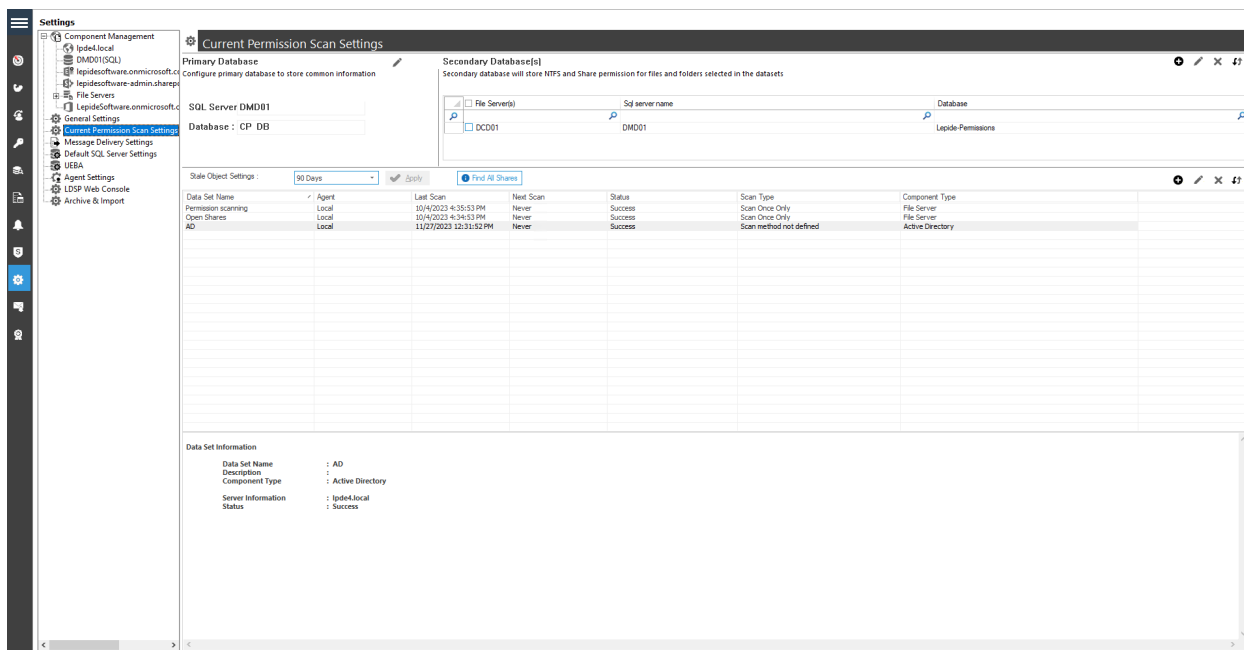 Settings
Component Management
lpde4.local
DMD01(SQL)
lepidesoftware.onmicrosoft.cc
lepidesoftware-admin.sharepo
File Servers
LepideSoftware.onmicrosoft.c
General Settings
Current Permission Scan Settings
Message Delivery Settings
Default SQL Server Settings
UEBA
Agent Settings
LDSP Web Console
Archive & Import
Current Permission Scan Settings
Primary Database
Configure primary database to store common information
SQL Server DMD01
Database : CP DB
Secondary Database(s)
Secondary database will store NTFS and Share permission for files and folders selected in the datasets
File Server(s) Sql server name Database
DCD01 DMD01 Lepide-Permissions
Stale Object Settings : 90 Days Apply Find All Shares
Data Set Name Agent Last Scan Next Scan Status Scan Type Component Type
Permission scanning Local 10/4/2023 4:35:53 PM Never Success Scan Once Only File Server
Open Shares Local 10/4/2023 4:34:53 PM Never Success Scan Once Only File Server
AD Local 11/27/2023 12:31:52 PM Never Success Scan method not defined Active Directory
Data Set Information
Data Set Name : AD
Description :
Component Type : Active Directory
Server Information : lpde4.local
Status : Success